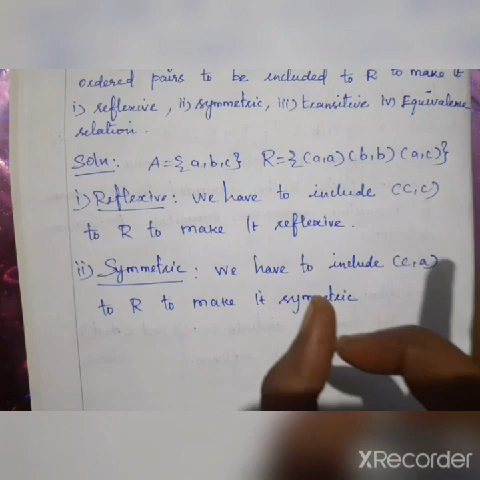 ordered pairs to be included to R to make it
i) reflexive, ii) symmetric, iii) transitive iv) Equivalence
relation.
Soln: A={a,b,c} R={(a,a)(b,b)(a,c)}
i) Reflexive: we have to include (c,c)
to R to make it reflexive.
ii) Symmetric: we have to include (c,a)
to R to make it symmetric
XRecorder